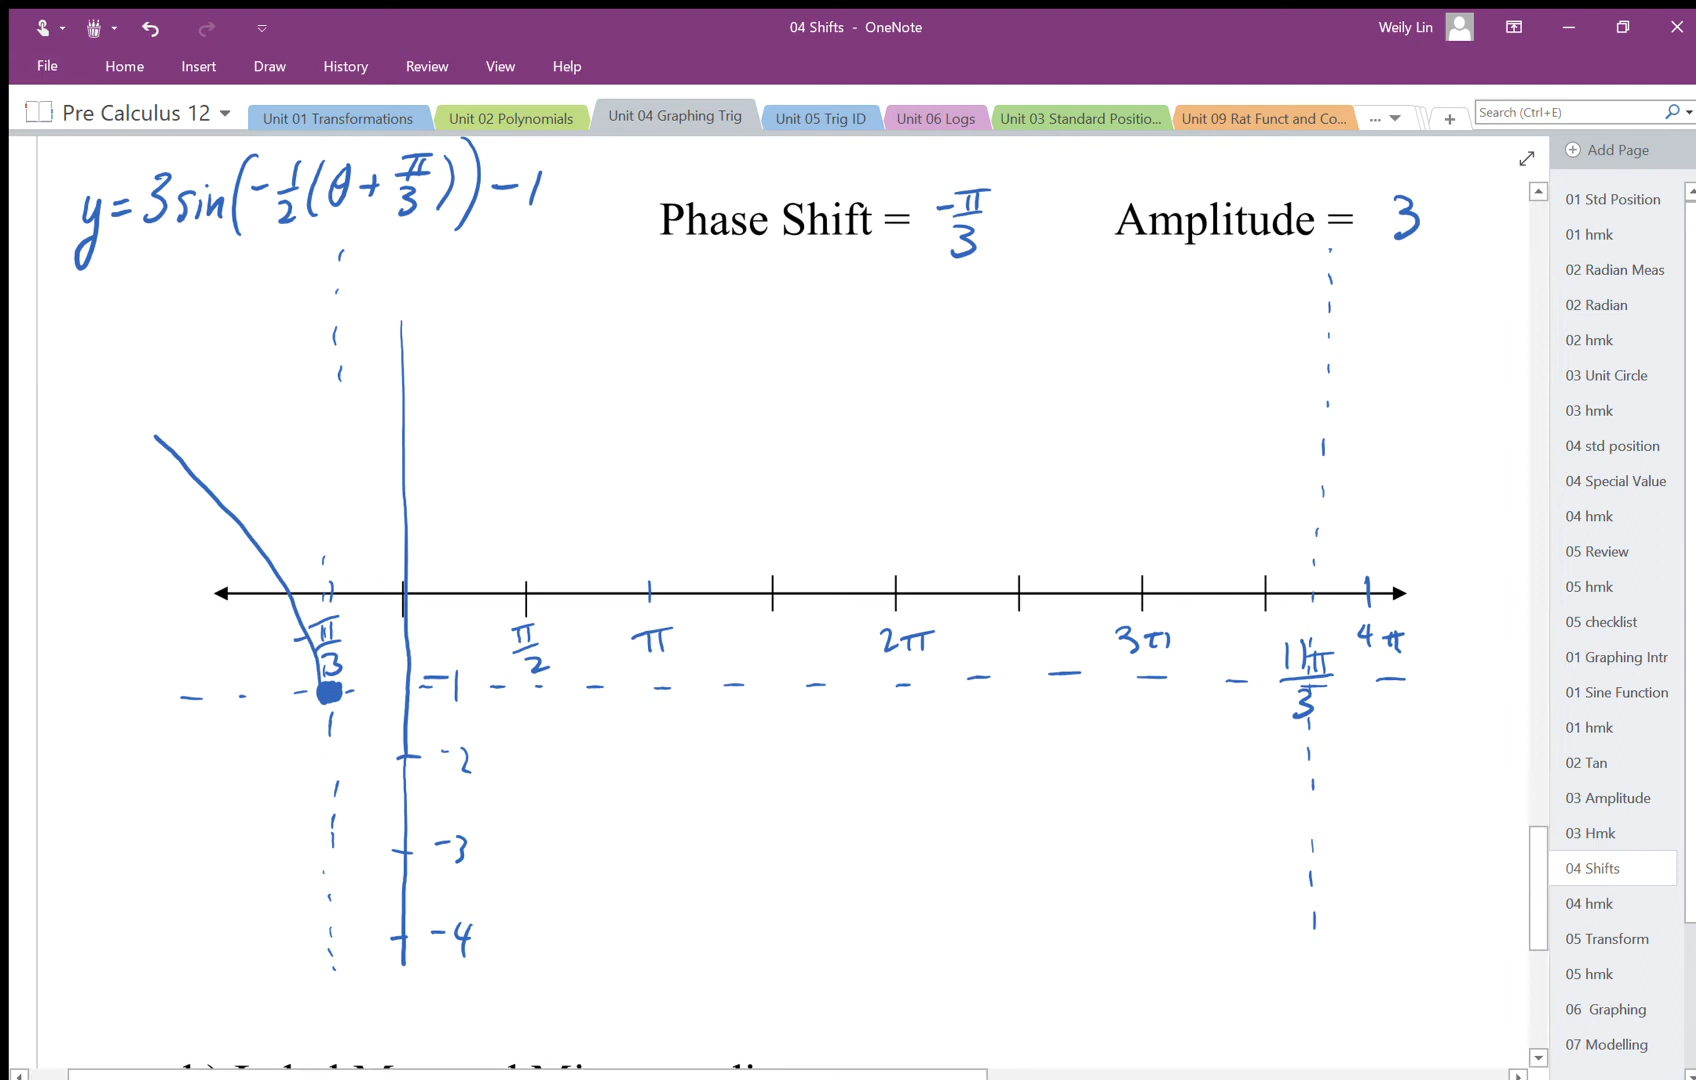 04 Shifts - OneNote
Weily Lin
File Home Insert Draw History Review View Help
Pre Calculus 12
Unit 01 Transformations
Unit 02 Polynomials
Unit 04 Graphing Trig
Unit 05 Trig ID
Unit 06 Logs
Unit 03 Standard Positio...
Unit 09 Rat Funct and Co...
...
Search (Ctrl+E)
y = 3 sin(-1/2(θ + π/3)) - 1
Phase Shift = -π/3
Amplitude = 3
-π/3 π/2 π 2π 3π 11π/3 4π
-1
-2
-3
-4
Add Page
01 Std Position
01 hmk
02 Radian Meas
02 Radian
02 hmk
03 Unit Circle
03 hmk
04 std position
04 Special Value
04 hmk
05 Review
05 hmk
05 checklist
01 Graphing Intr
01 Sine Function
01 hmk
02 Tan
03 Amplitude
03 Hmk
04 Shifts
04 hmk
05 Transform
05 hmk
06 Graphing
07 Modelling